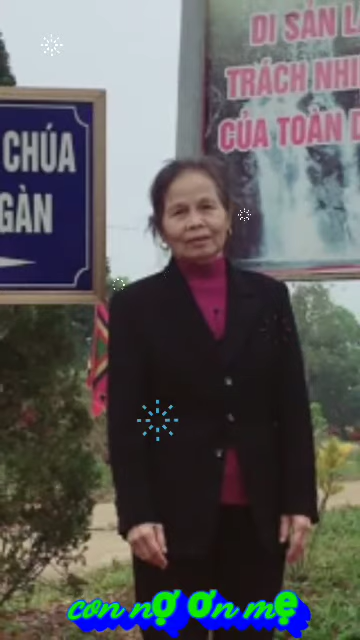 DI SẢN L
TRÁCH NHI
CỦA TOÀN D
CHÚA
GÀN
con nợ ơn mẹ